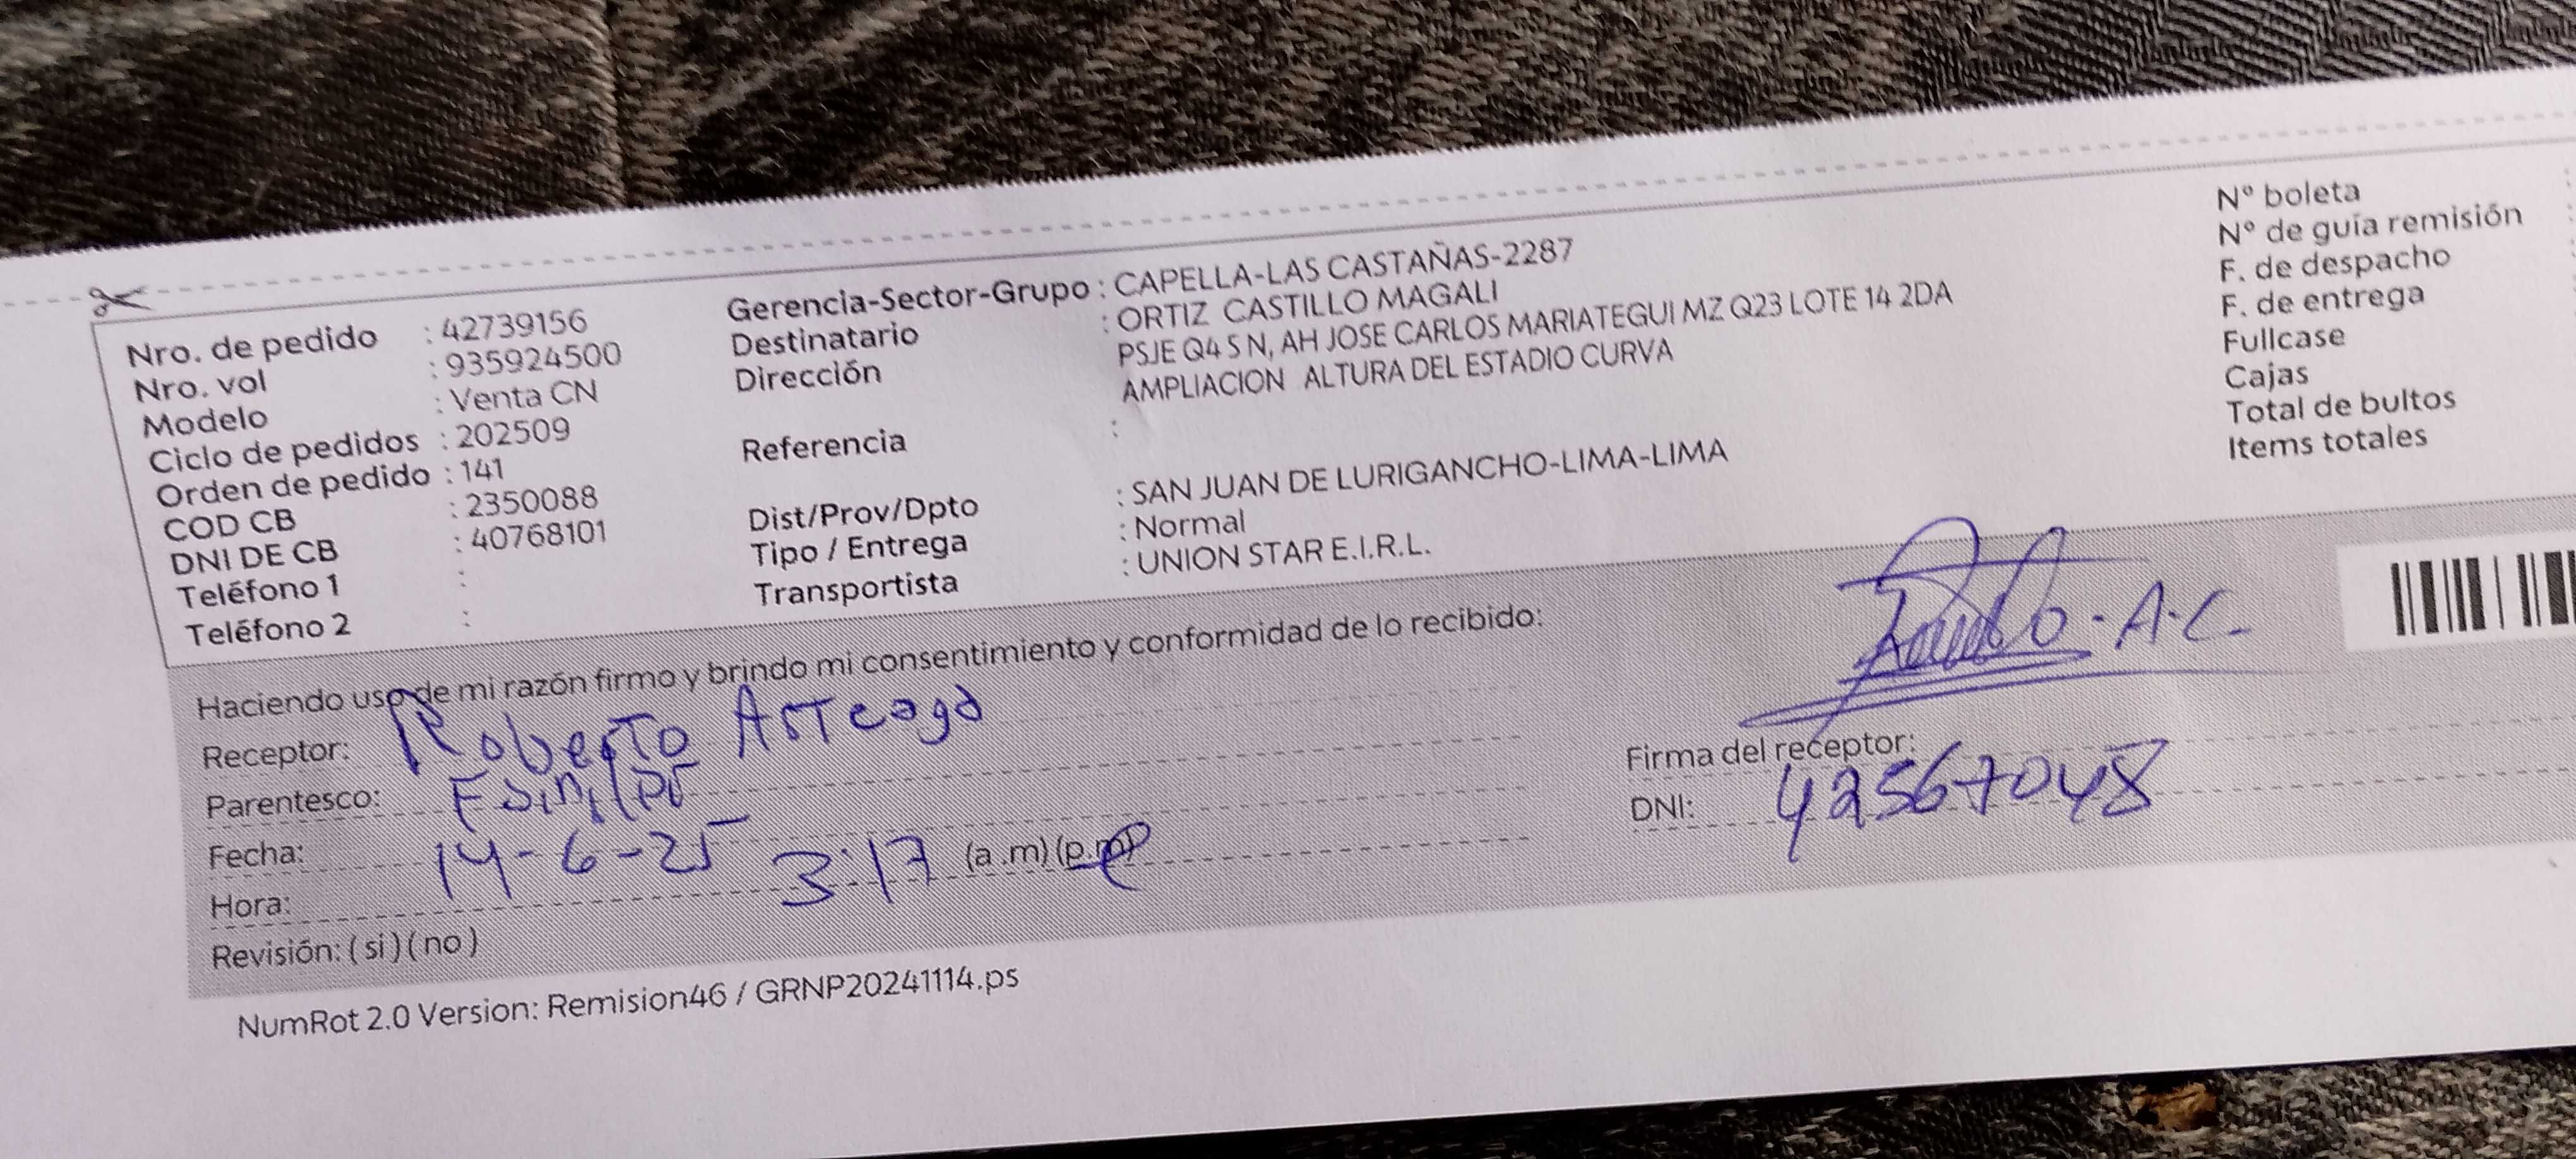 Nro. de pedido : 42739156
Nro. vol : 935924500
Modelo : Venta CN
Ciclo de pedidos : 202509
Orden de pedido : 141
COD CB : 2350088
DNI DE CB : 40768101
Teléfono 1 :
Teléfono 2 :
Gerencia-Sector-Grupo : CAPELLA-LAS CASTAÑAS-2287
Destinatario : ORTIZ CASTILLO MAGALI
Dirección PSJE Q4 S N, AH JOSE CARLOS MARIATEGUI MZ Q23 LOTE 14 2DA
AMPLIACION ALTURA DEL ESTADIO CURVA
Referencia :
Dist/Prov/Dpto : SAN JUAN DE LURIGANCHO-LIMA-LIMA
Tipo / Entrega : Normal
Transportista : UNION STAR E.I.R.L.
Nº boleta
Nº de guía remisión
F. de despacho
F. de entrega
Fullcase
Cajas
Total de bultos
Items totales
Haciendo uso de mi razón firmo y brindo mi consentimiento y conformidad de lo recibido:
Receptor: Roberto Arteaga
Parentesco:
Fecha: 14-6-25
Hora: 3:17 (a.m) (p.m)
Revisión: ( si ) ( no )
A.C.
Firma del receptor:
DNI: 42567048
NumRot 2.0 Version: Remision46 / GRNP20241114.ps